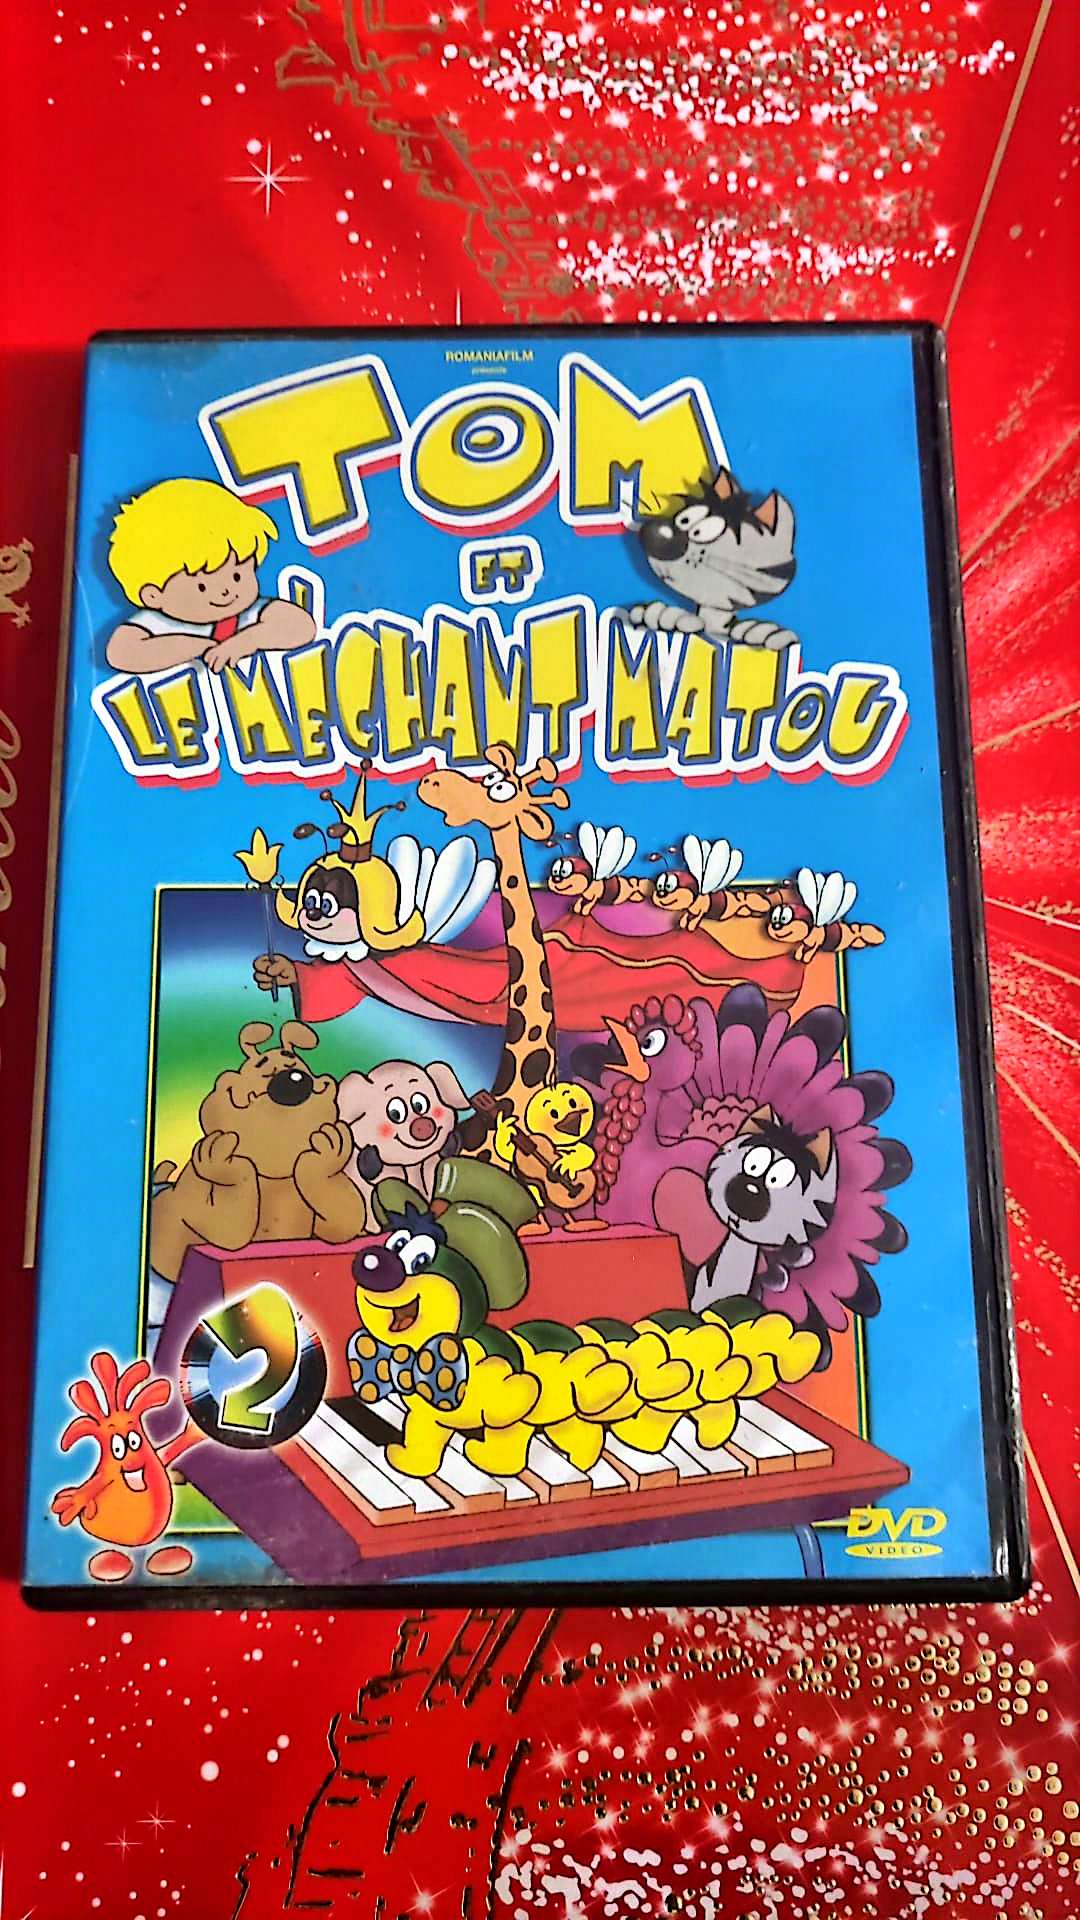 ROMANIAFILM
présente
TOM
ET
LE MÉCHANT MATOU
2
DVD
VIDEO